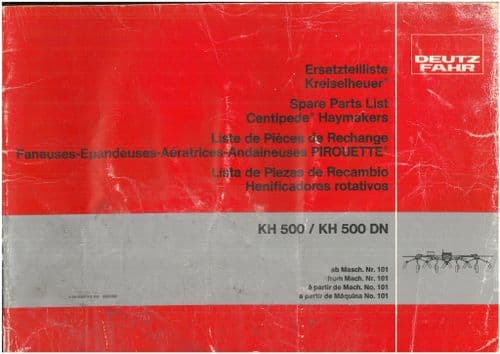 DEUTZ
FAHR
Ersatzteilliste
Kreiselheuer®
Spare Parts List
Centipede® Haymakers
Liste de Pièces de Rechange
Faneuses-Epandeuses-Aératrices-Andaineuses PIROUETTE®
Lista de Piezas de Recambio
Henificadores rotativos
KH 500 / KH 500 DN
ab Masch. Nr. 101
from Mach. Nr. 101
à partir de Mach. No. 101
a partir de Máquina No. 101